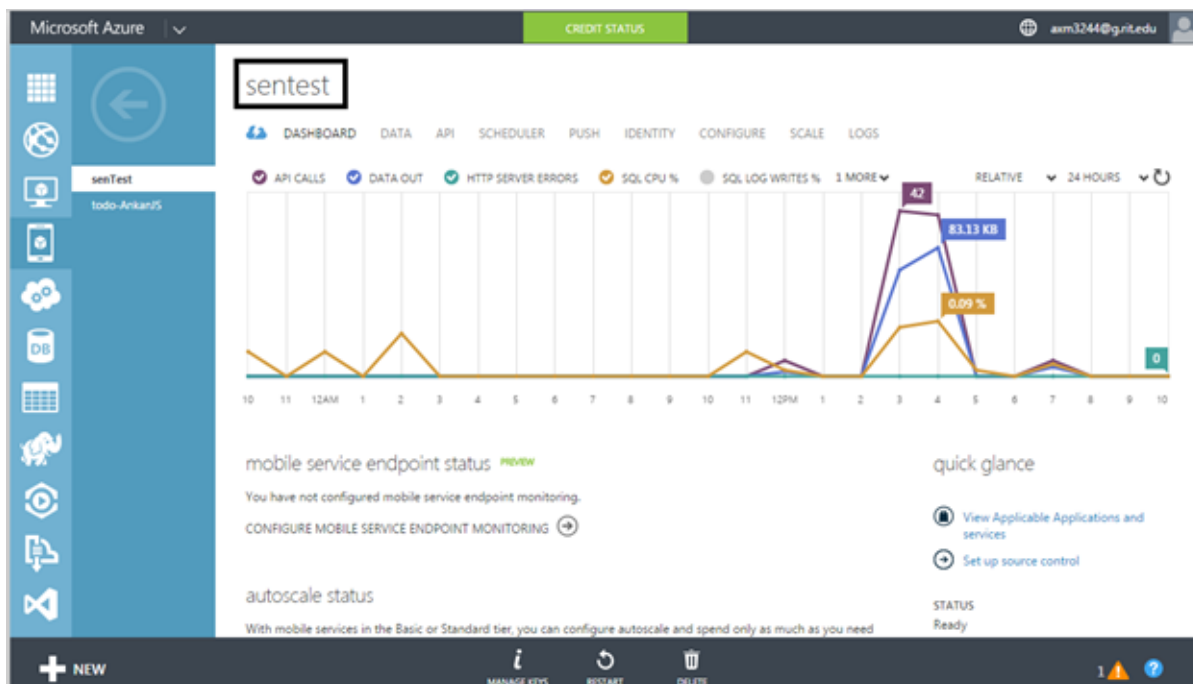 Microsoft Azure
CREDIT STATUS
axm3244@g.rit.edu
sentest
DASHBOARD DATA API SCHEDULER PUSH IDENTITY CONFIGURE SCALE LOGS
senTest
todo-AnkanJS
API CALLS DATA OUT HTTP SERVER ERRORS SQL CPU % SQL LOG WRITES % 1 MORE RELATIVE 24 HOURS
42
83.13 KB
0.09 %
0
10 11 12AM 1 2 3 4 5 6 7 8 9 10 11 12PM 1 2 3 4 5 6 7 8 9 10
DB
mobile service endpoint status PREVIEW
You have not configured mobile service endpoint monitoring.
CONFIGURE MOBILE SERVICE ENDPOINT MONITORING
quick glance
View Applicable Applications and
services
Set up source control
autoscale status
With mobile services in the Basic or Standard tier, you can configure autoscale and spend only as much as you need
STATUS
Ready
NEW
MANAGE KEYS RESTART DELETE
1